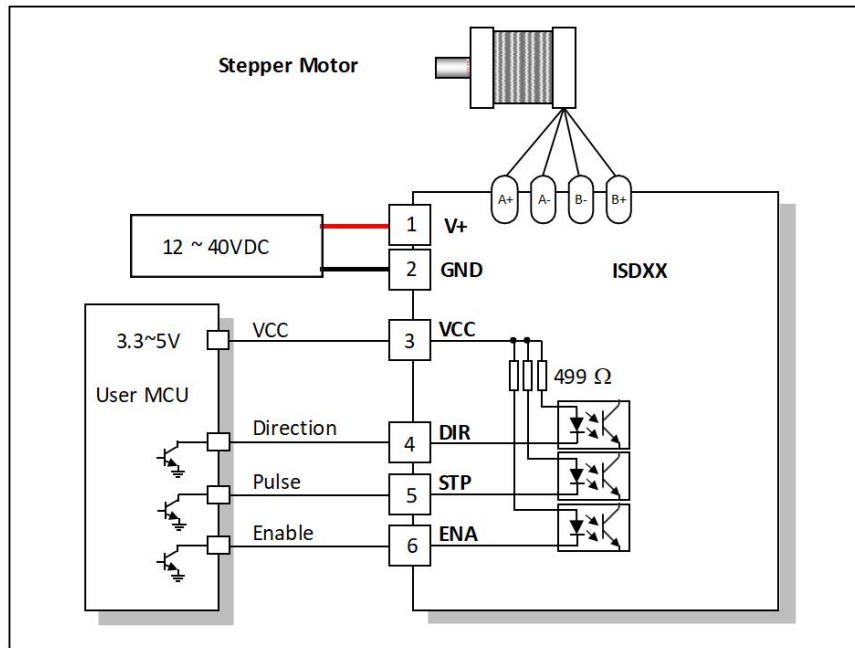 Stepper Motor
A+ A- B- B+
12 ~ 40VDC
1 V+
2 GND
ISDXX
3.3~5V
VCC
3 VCC
User MCU
499 Ω
Direction
4 DIR
Pulse
5 STP
Enable
6 ENA